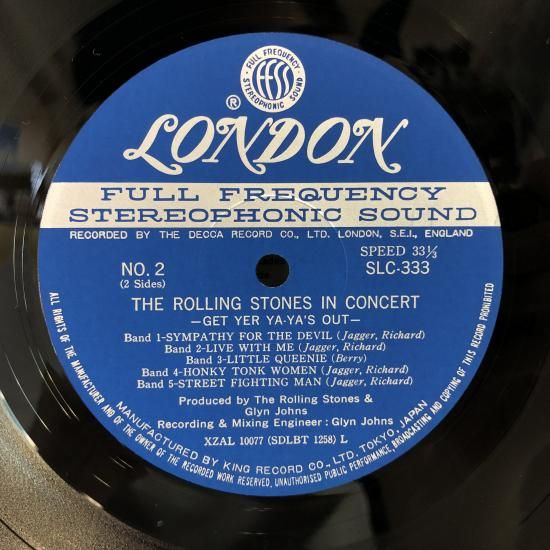 FULL FREQUENCY
ffss
STEREOPHONIC SOUND
®
LONDON
FULL FREQUENCY
STEREOPHONIC SOUND
RECORDED BY THE DECCA RECORD CO., LTD. LONDON, S.E.I., ENGLAND
SPEED 33⅓
NO. 2
SLC-333
(2 Sides)
THE ROLLING STONES IN CONCERT
—GET YER YA-YA'S OUT—
Band 1-SYMPATHY FOR THE DEVIL (Jagger, Richard)
Band 2-LIVE WITH ME (Jagger, Richard)
Band 3-LITTLE QUEENIE (Berry)
Band 4-HONKY TONK WOMEN (Jagger, Richard)
Band 5-STREET FIGHTING MAN (Jagger, Richard)
Produced by The Rolling Stones &
Glyn Johns
Recording & Mixing Engineer : Glyn Johns
XZAL 10077 (SDLBT 1258) L
MANUFACTURED BY KING RECORD CO., LTD. TOKYO, JAPAN
ALL RIGHTS OF THE MANUFACTURER AND OF THE OWNER OF THE RECORDED WORK RESERVED. UNAUTHORISED PUBLIC PERFORMANCE, BROADCASTING AND COPYING OF THIS RECORD PROHIBITED